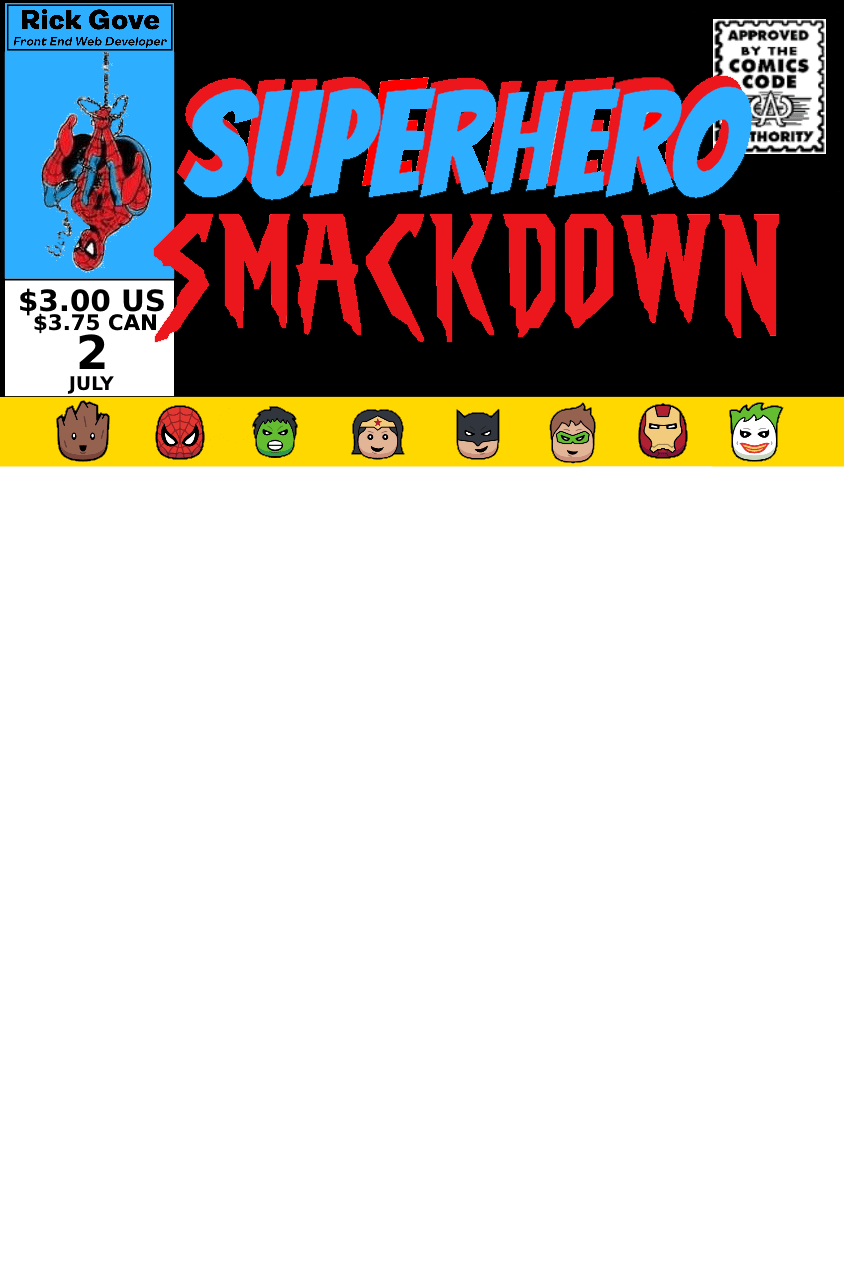 Rick Gove
Front End Web Developer
APPROVED
BY THE
COMICS
CODE
CA
THORITY
SUPERHERO
SMACKDOWN
$3.00 US
$3.75 CAN
2
JULY